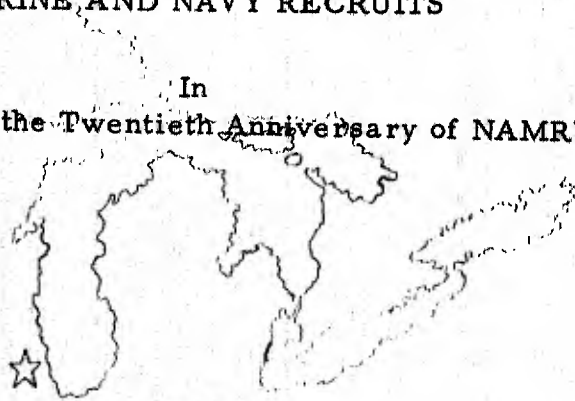 RINE AND NAVY RECRUITS
In
the Twentieth Anniversary of NAMR